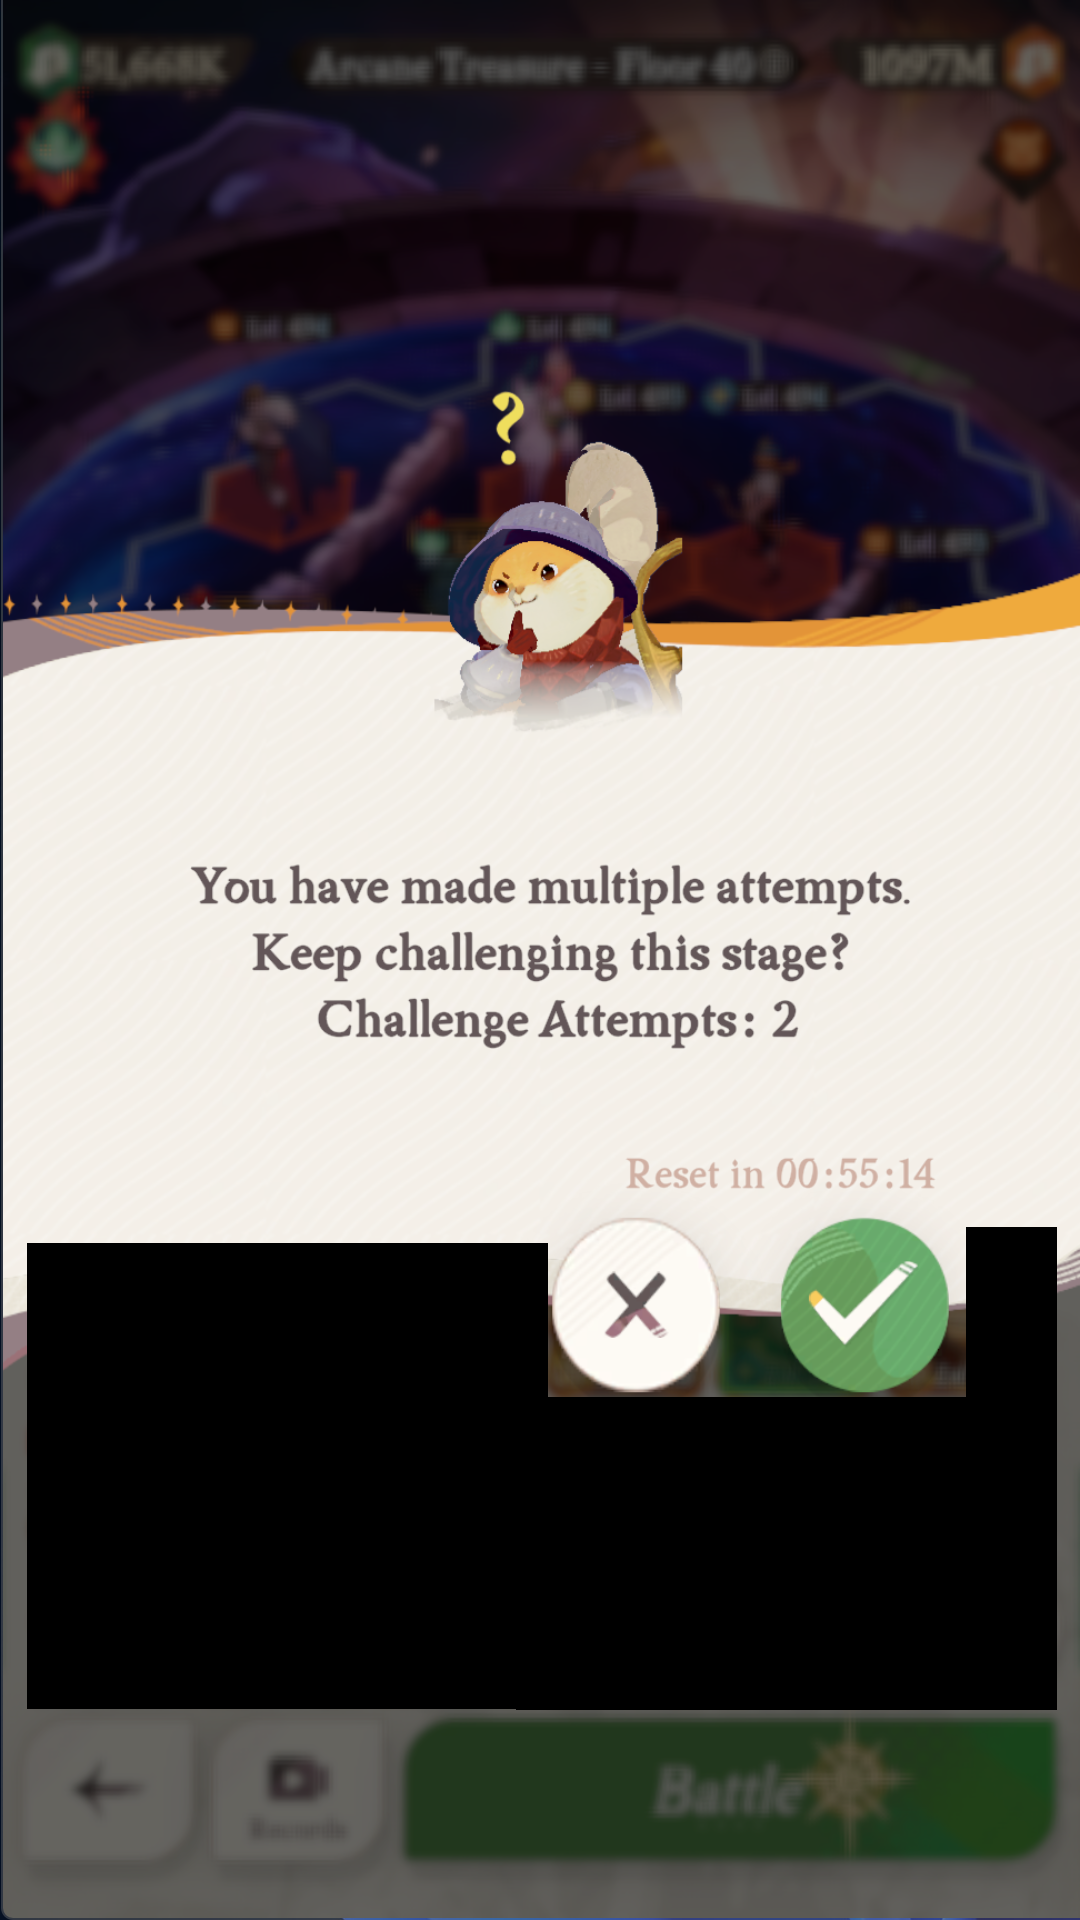 51,668K
Arcane Treasure - Floor 40
1097M
?
You have made multiple attempts.
Keep challenging this stage?
Challenge Attempts: 2
Reset in 00:55:14
Records
Battle